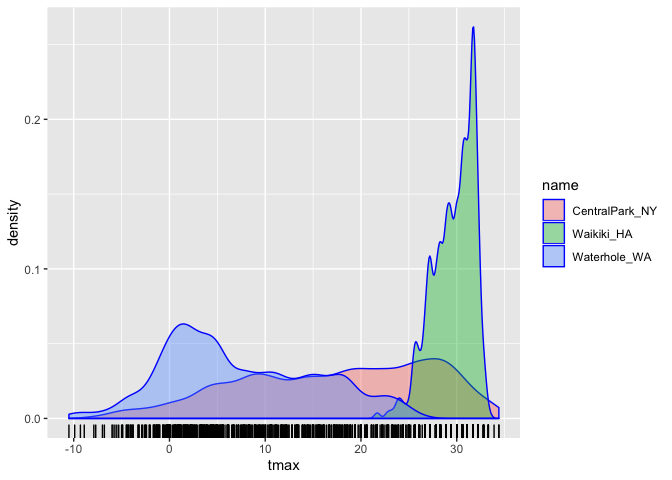 0.2
0.1
0.0
density
-10 0 10 20 30
tmax
name
CentralPark_NY
Waikiki_HA
Waterhole_WA